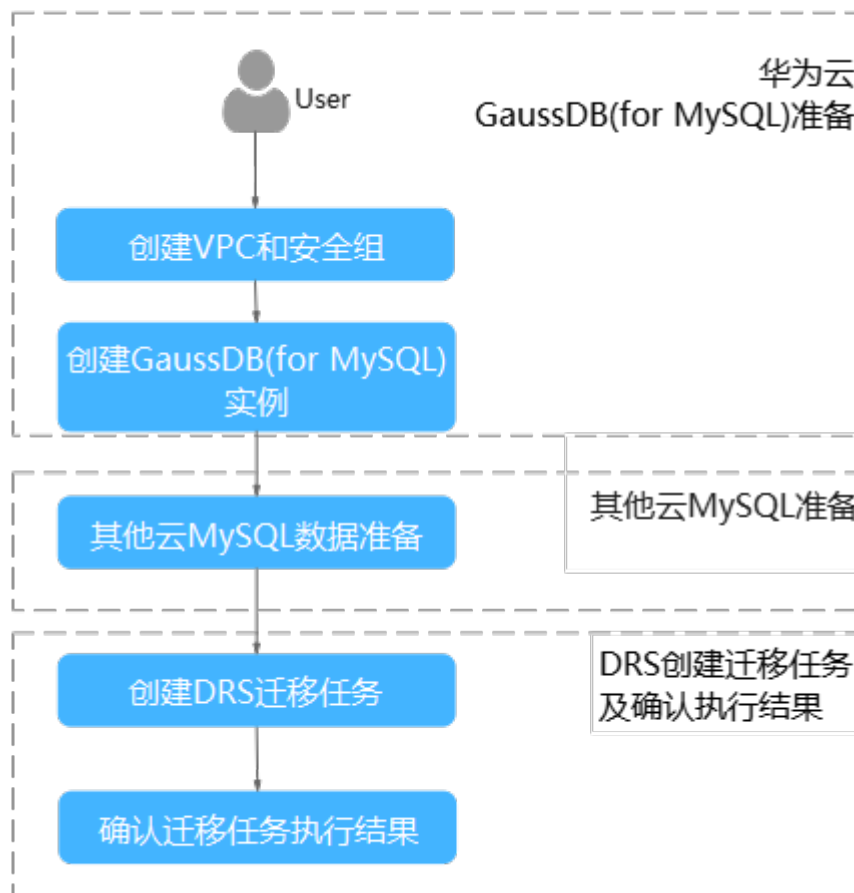 华为云
User
GaussDB(for MySQL)准备
创建VPC和安全组
创建GaussDB(for MySQL)
实例
其他云MySQL准备
其他云MySQL数据准备
DRS创建迁移任务
及确认执行结果
创建DRS迁移任务
确认迁移任务执行结果